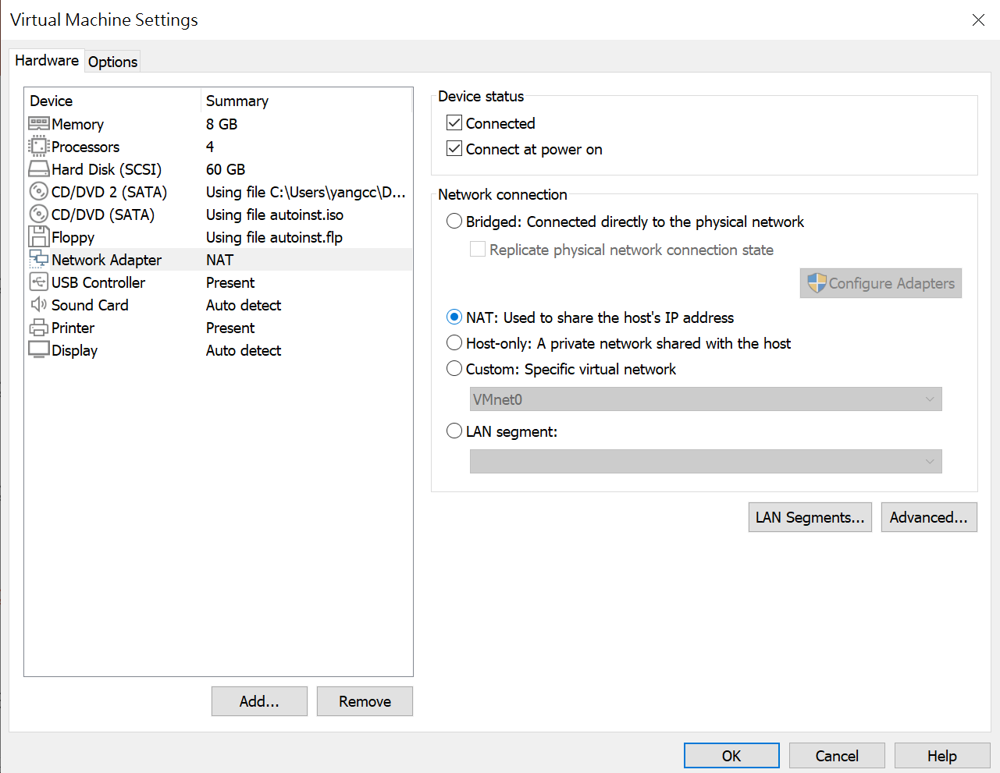 Virtual Machine Settings
Hardware Options
Device Summary
Memory 8 GB
Processors 4
Hard Disk (SCSI) 60 GB
CD/DVD 2 (SATA) Using file C:\Users\yangcc\D...
CD/DVD (SATA) Using file autoinst.iso
Floppy Using file autoinst.flp
Network Adapter NAT
USB Controller Present
Sound Card Auto detect
Printer Present
Display Auto detect
Add... Remove
Device status
Connected
Connect at power on
Network connection
Bridged: Connected directly to the physical network
Replicate physical network connection state
Configure Adapters
NAT: Used to share the host's IP address
Host-only: A private network shared with the host
Custom: Specific virtual network
VMnet0
LAN segment:
LAN Segments... Advanced...
OK Cancel Help